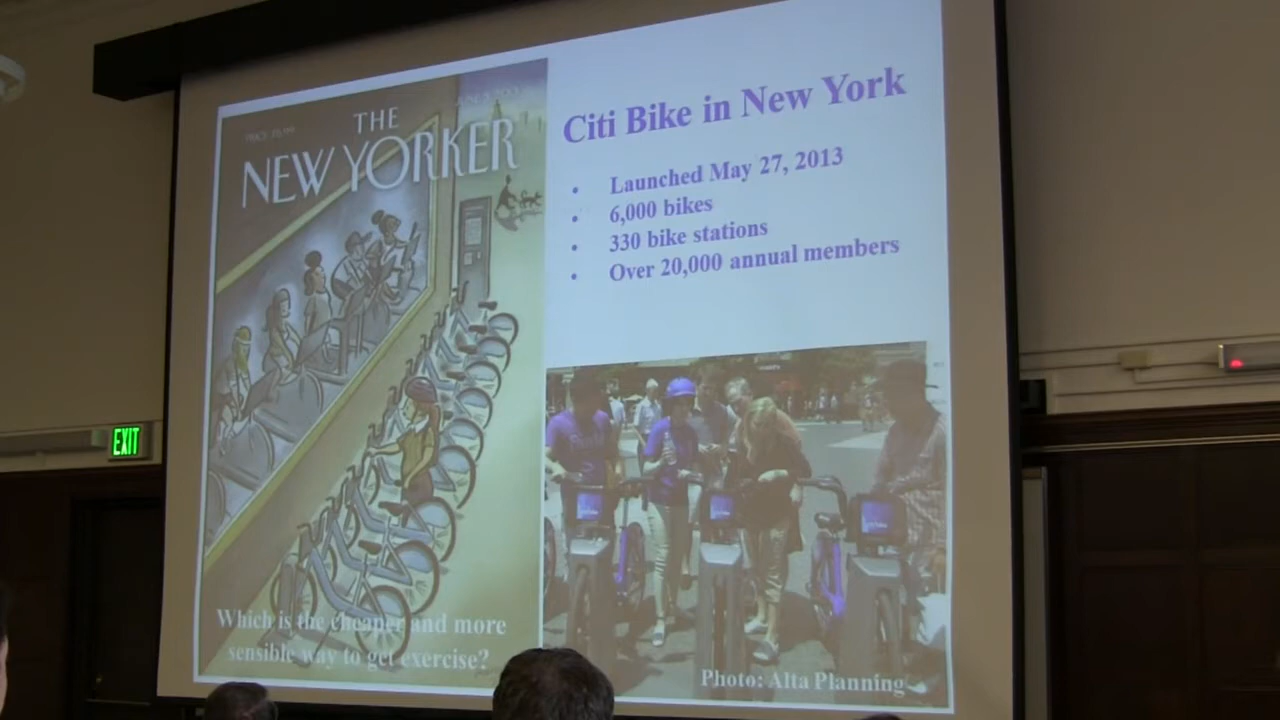 THE
NEW YORKER
Citi Bike in New York
• Launched May 27, 2013
• 6,000 bikes
• 330 bike stations
• Over 20,000 annual members
Which is the cheaper and more
sensible way to get exercise?
Photo: Alta Planning
EXIT